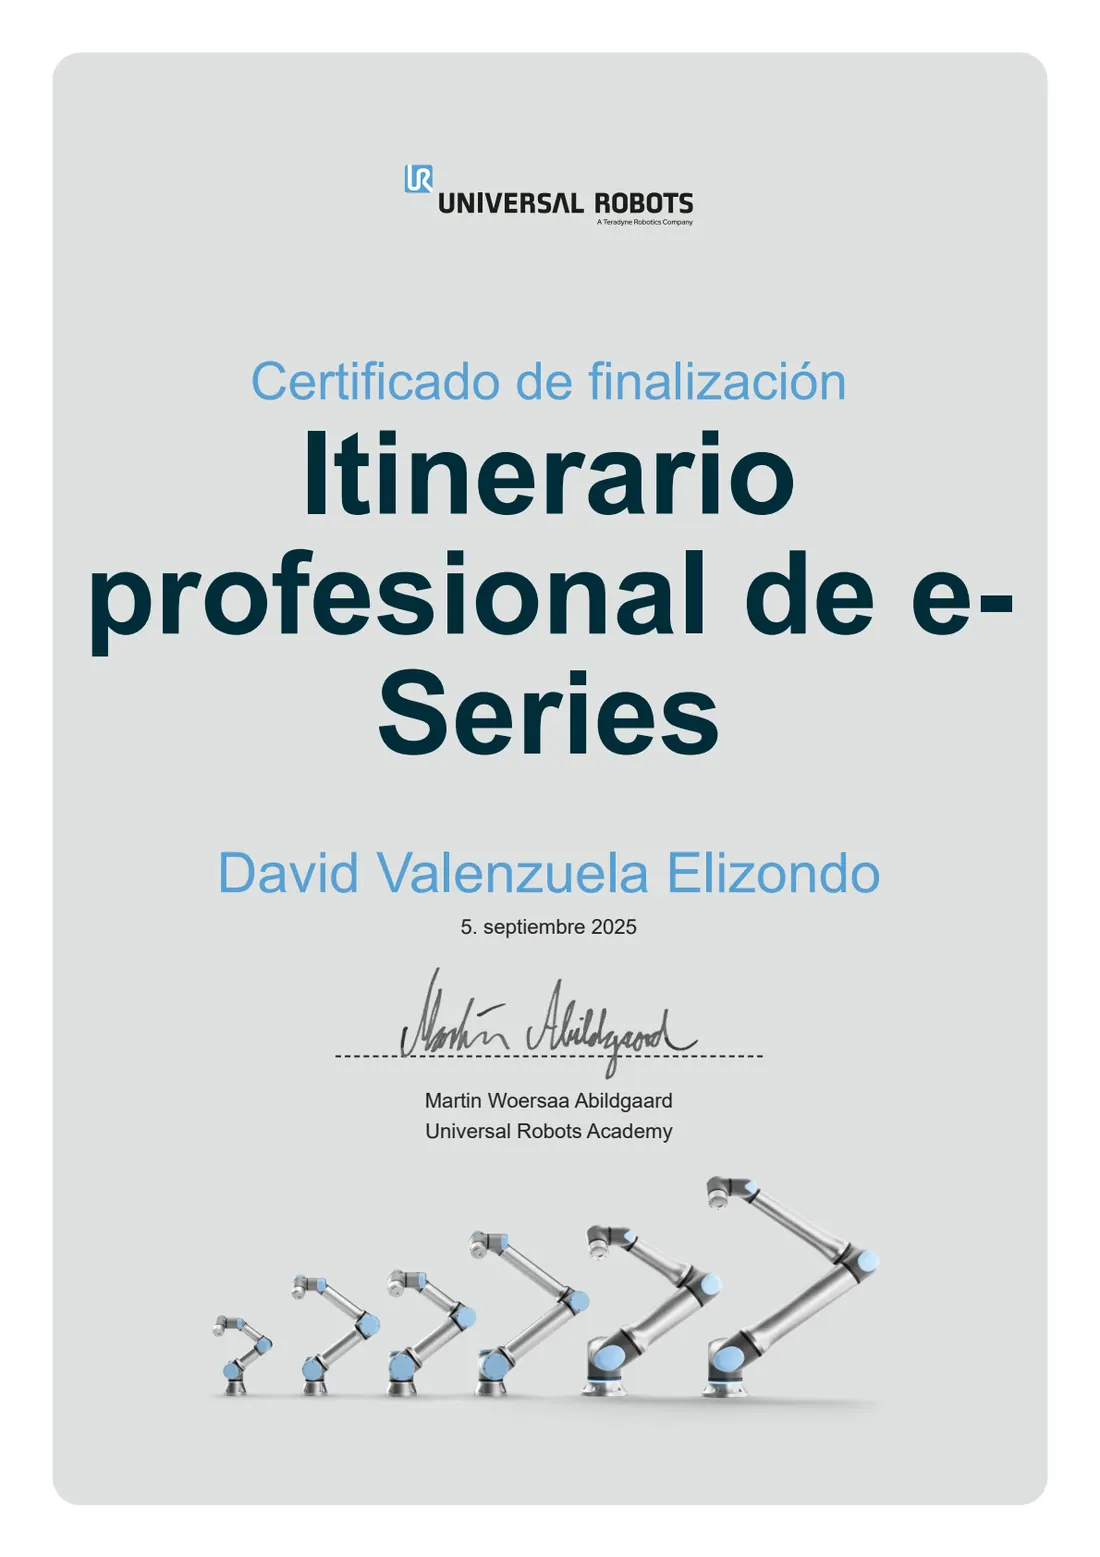 UR
UNIVERSAL ROBOTS
A Teradyne Robotics Company
Certificado de finalización
Itinerario
profesional de e-
Series
David Valenzuela Elizondo
5. septiembre 2025
Martin Abildgaard
Martin Woersaa Abildgaard
Universal Robots Academy